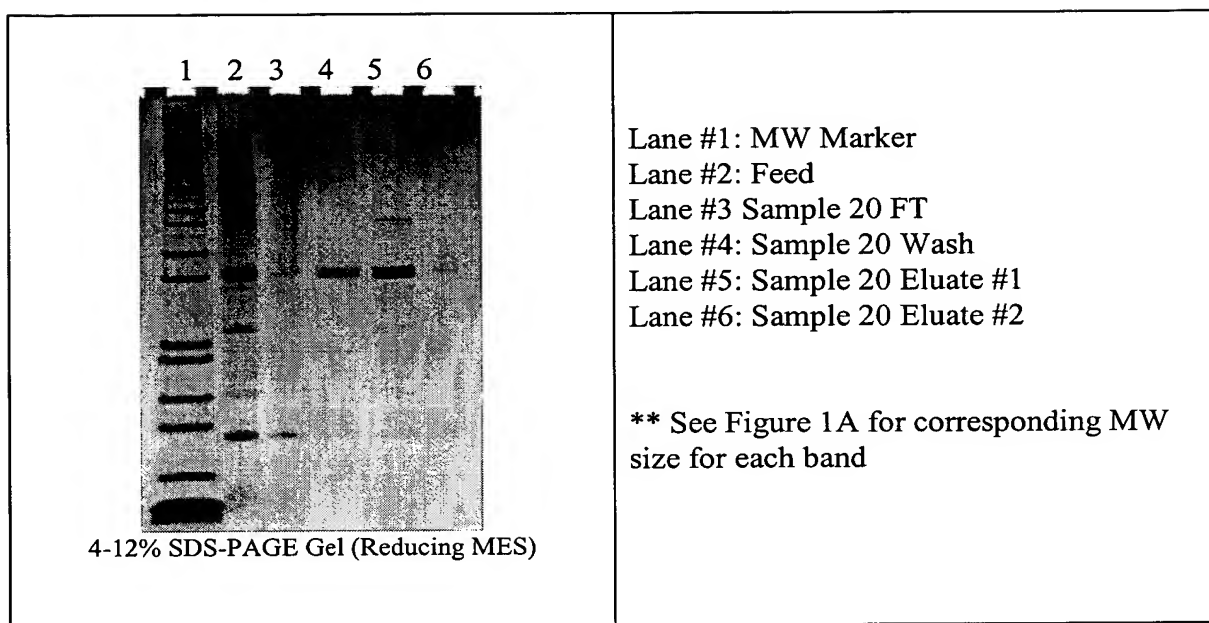 1 2 3 4 5 6
4-12% SDS-PAGE Gel (Reducing MES)
Lane #1: MW Marker
Lane #2: Feed
Lane #3 Sample 20 FT
Lane #4: Sample 20 Wash
Lane #5: Sample 20 Eluate #1
Lane #6: Sample 20 Eluate #2
** See Figure 1A for corresponding MW
size for each band